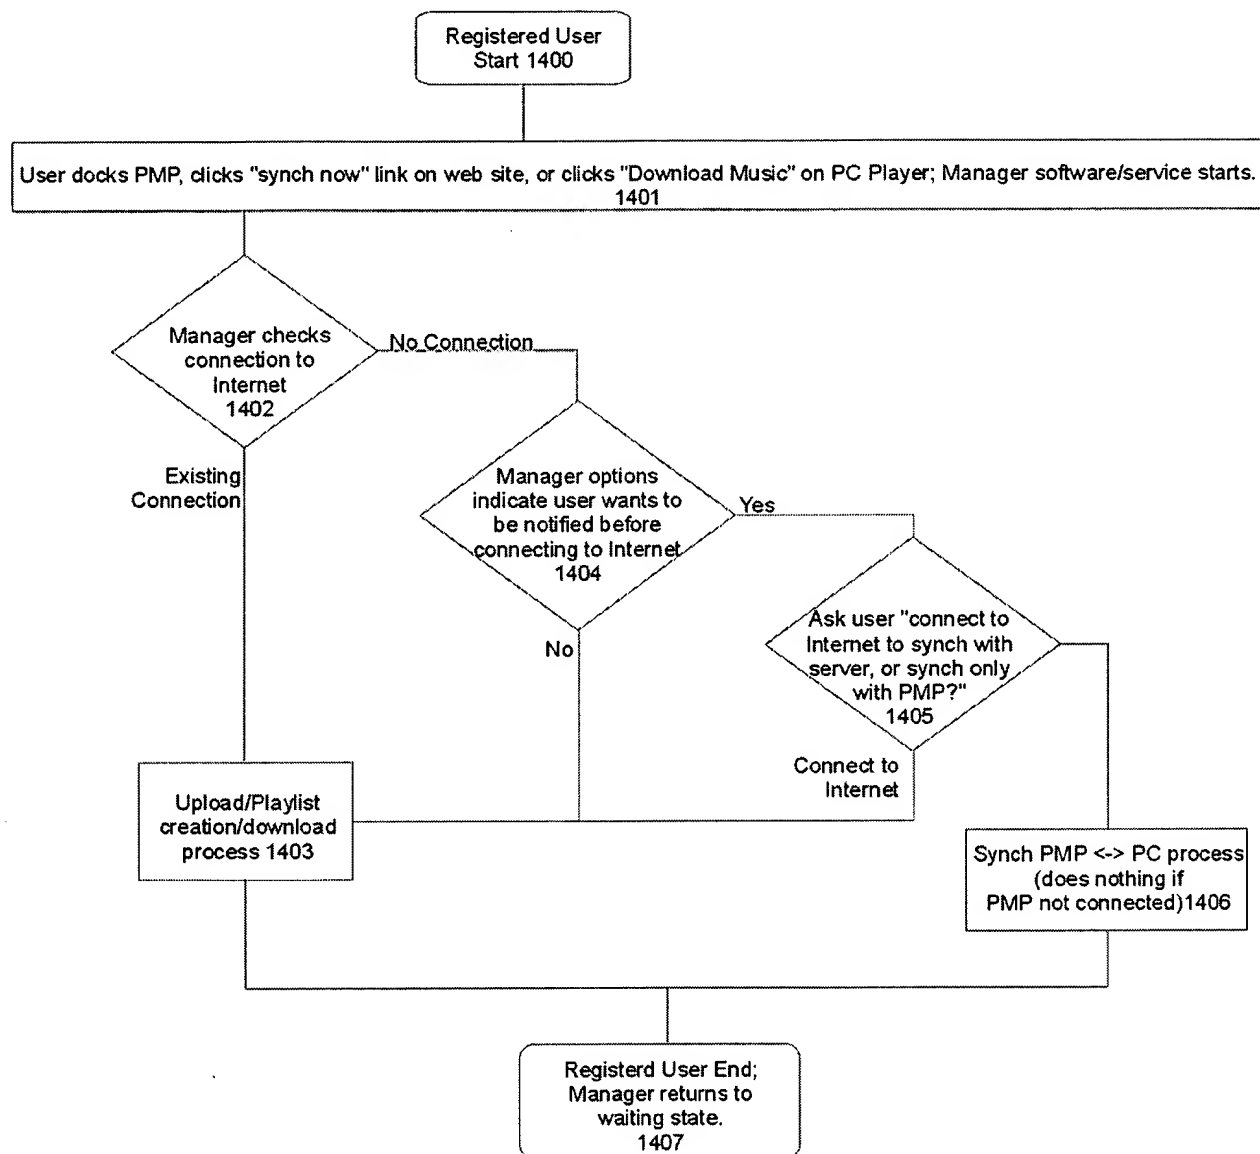 Registered User
Start 1400
User docks PMP, clicks "synch now" link on web site, or clicks "Download Music" on PC Player; Manager software/service starts.
1401
Manager checks
connection to
Internet
1402
No Connection
Existing
Connection
Manager options
indicate user wants to
be notified before
connecting to Internet
1404
Yes
No
Ask user "connect to
Internet to synch with
server, or synch only
with PMP?"
1405
Connect to
Internet
Upload/Playlist
creation/download
process 1403
Synch PMP <-> PC process
(does nothing if
PMP not connected)1406
Registerd User End;
Manager returns to
waiting state.
1407